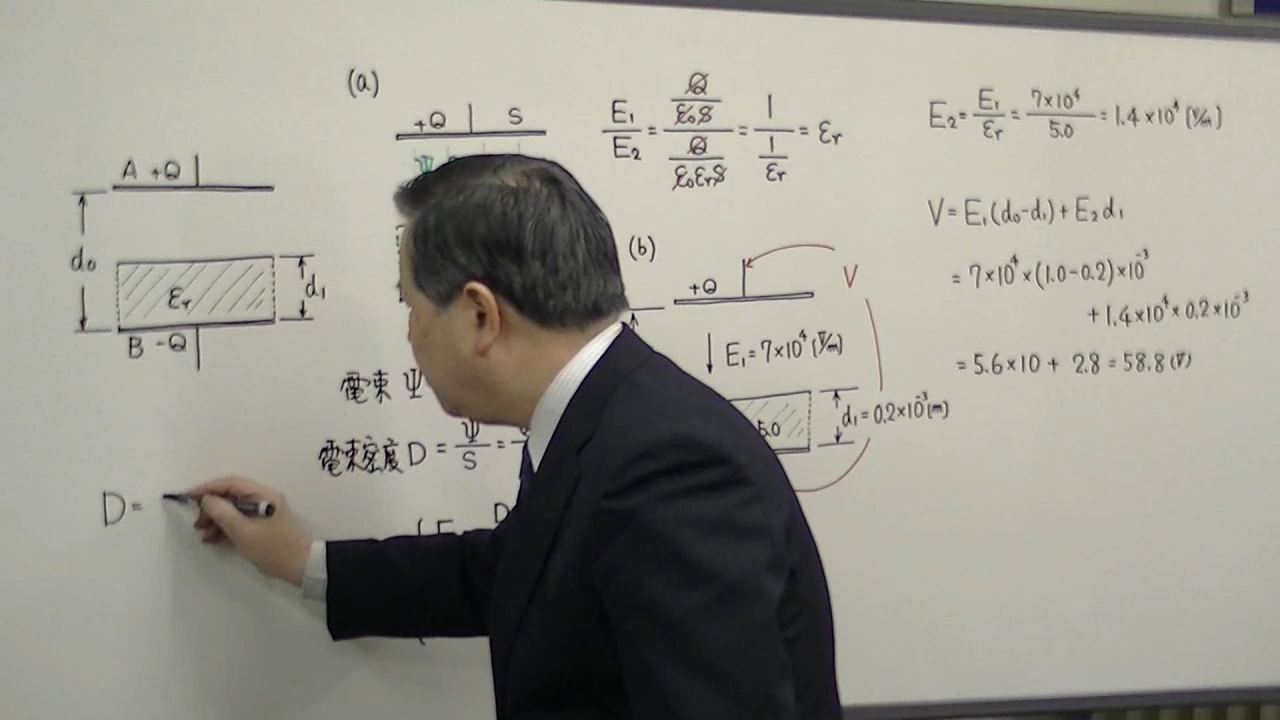 A +Q
d₀
εr
d₁
B -Q
D=
(a)
+Q S
Ψ
電束 Ψ
電束密度 D = Ψ/S =
E₁/E₂ = (Q/ε₀S)/(Q/ε₀εrS) = 1/(1/εr) = εr
(b)
+Q
V
E₁=7×10⁴(V/m)
5.0
d₁=0.2×10⁻³(m)
E₂=E₁/εr=7×10⁴/5.0=1.4×10⁴(V/m)
V=E₁(d₀-d₁)+E₂d₁
=7×10⁴×(1.0-0.2)×10⁻³
+1.4×10⁴×0.2×10⁻³
=5.6×10+2.8=58.8(V)